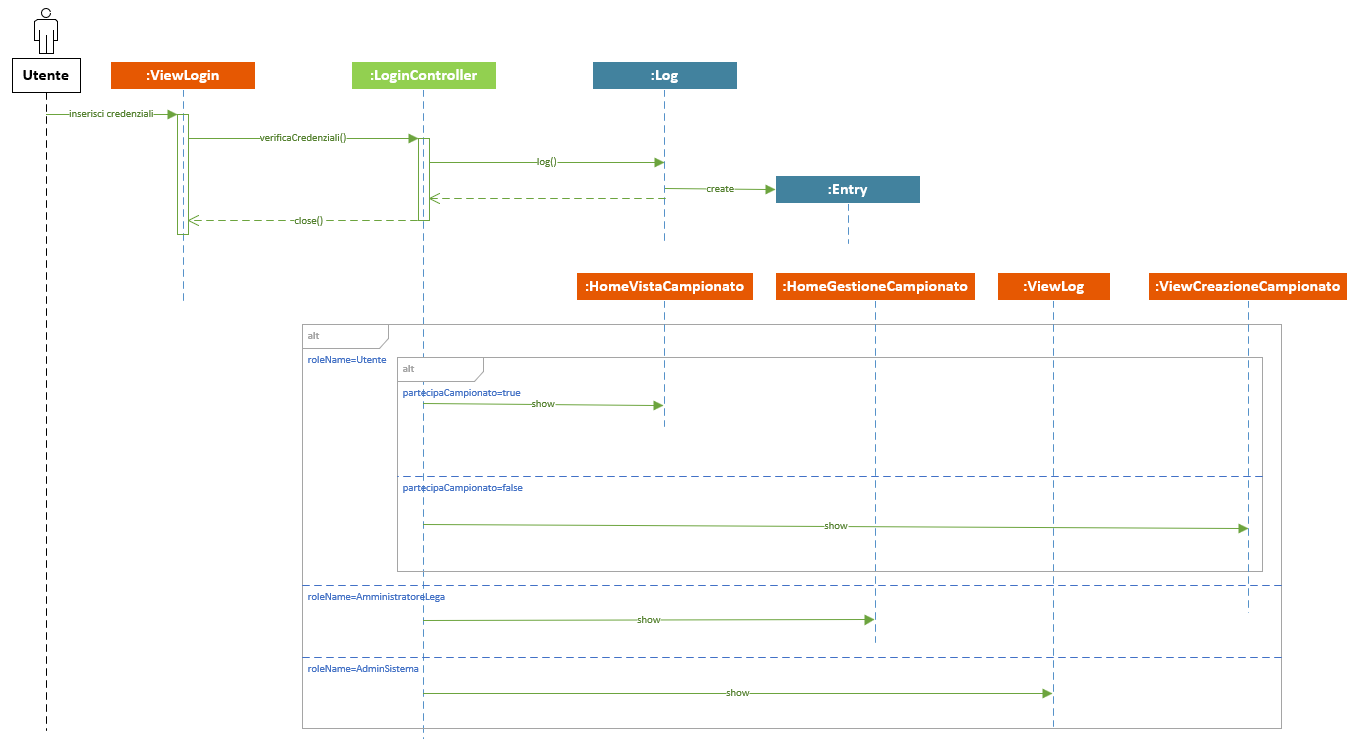 Utente
:ViewLogin
:LoginController
:Log
inserisci credenziali
verificaCredenziali()
log()
create
:Entry
close()
:HomeVistaCampionato
:HomeGestioneCampionato
:ViewLog
:ViewCreazioneCampionato
alt
roleName=Utente
alt
partecipaCampionato=true
show
partecipaCampionato=false
show
roleName=AmministratoreLega
show
roleName=AdminSistema
show